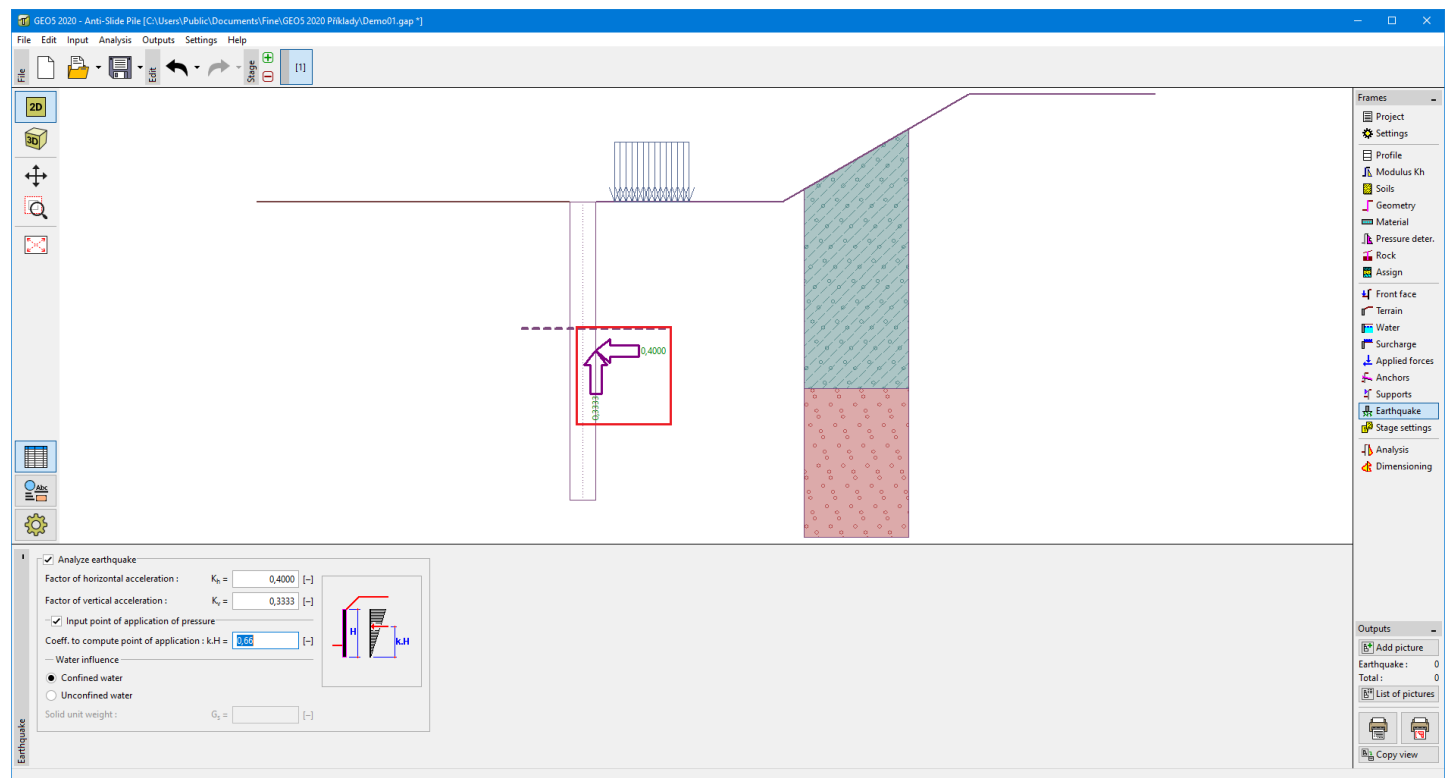 GEO5 2020 - Anti-Slide Pile [C:\Users\Public\Documents\Fine\GEO5 2020 Příklady\Demo01.gap *]
File Edit Input Analysis Outputs Settings Help
File
Edit
Stage
[1]
2D
3D
Abc
0,4000
0,3333
Frames
Project
Settings
Profile
Modulus Kh
Soils
Geometry
Material
Pressure deter.
Rock
Assign
Front face
Terrain
Water
Surcharge
Applied forces
Anchors
Supports
Earthquake
Stage settings
Analysis
Dimensioning
Outputs
Add picture
Earthquake : 0
Total : 0
List of pictures
Copy view
Earthquake
Analyze earthquake
Factor of horizontal acceleration : Kh = 0,4000 [–]
Factor of vertical acceleration : Kv = 0,3333 [–]
Input point of application of pressure
Coeff. to compute point of application : k.H = 0,66 [–]
Water influence
Confined water
Unconfined water
Solid unit weight : Gs = [–]
H
k.H